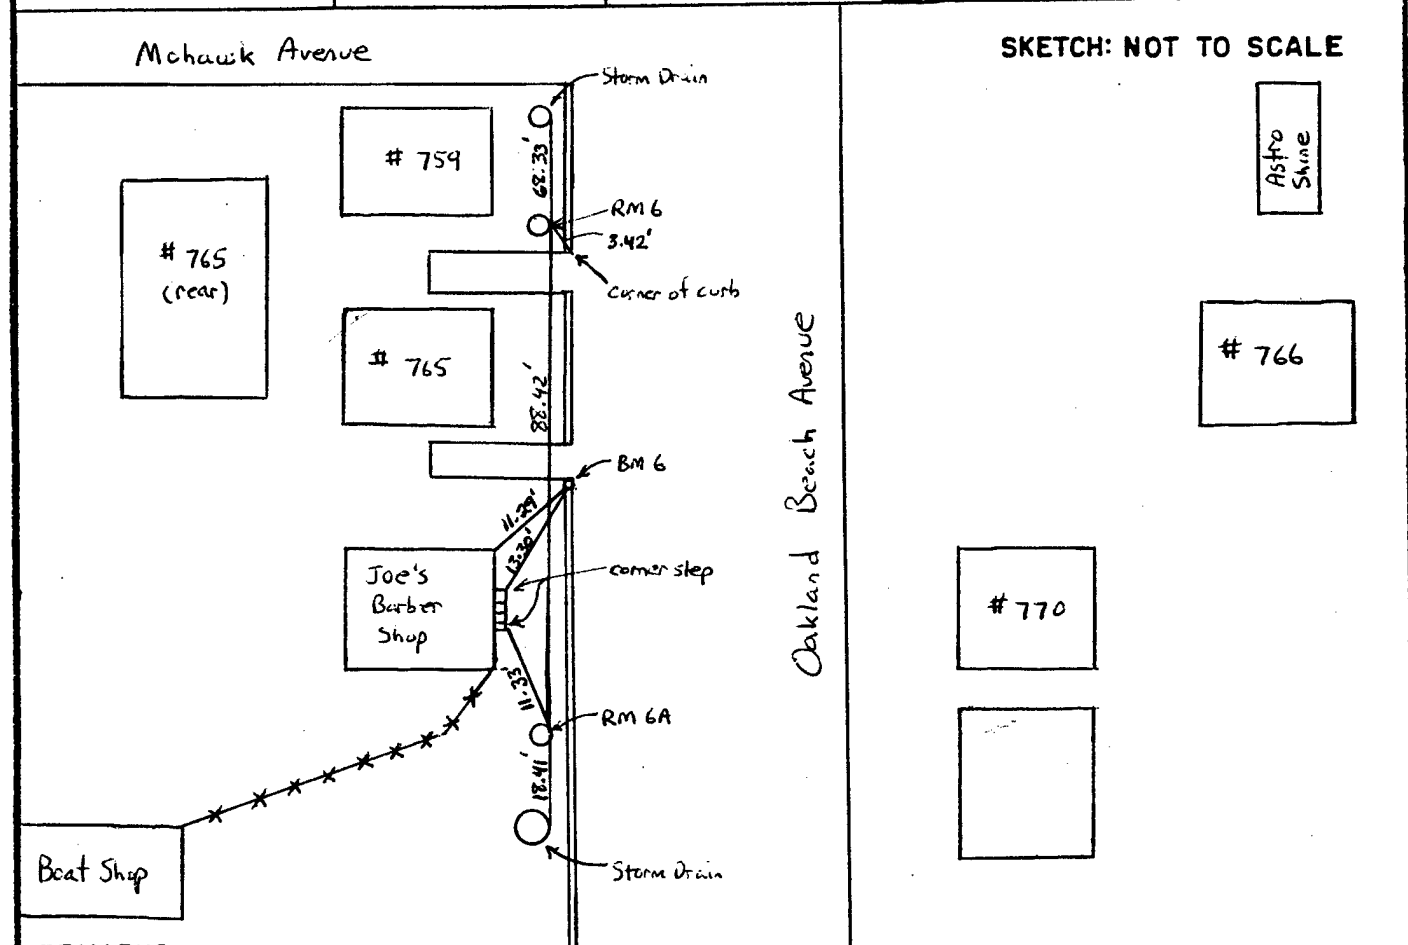 Mohawk Avenue
SKETCH: NOT TO SCALE
Storm Drain
Astro
Shine
# 759
68.33'
RM 6
3.42'
# 765
(rear)
Corner of curb
# 765
88.42'
# 766
Oakland Beach Avenue
BM 6
11.29'
13.30'
Joe's
Barber
Shop
corner step
# 770
11.33'
RM 6A
18.41'
Boat Shop
Storm Drain